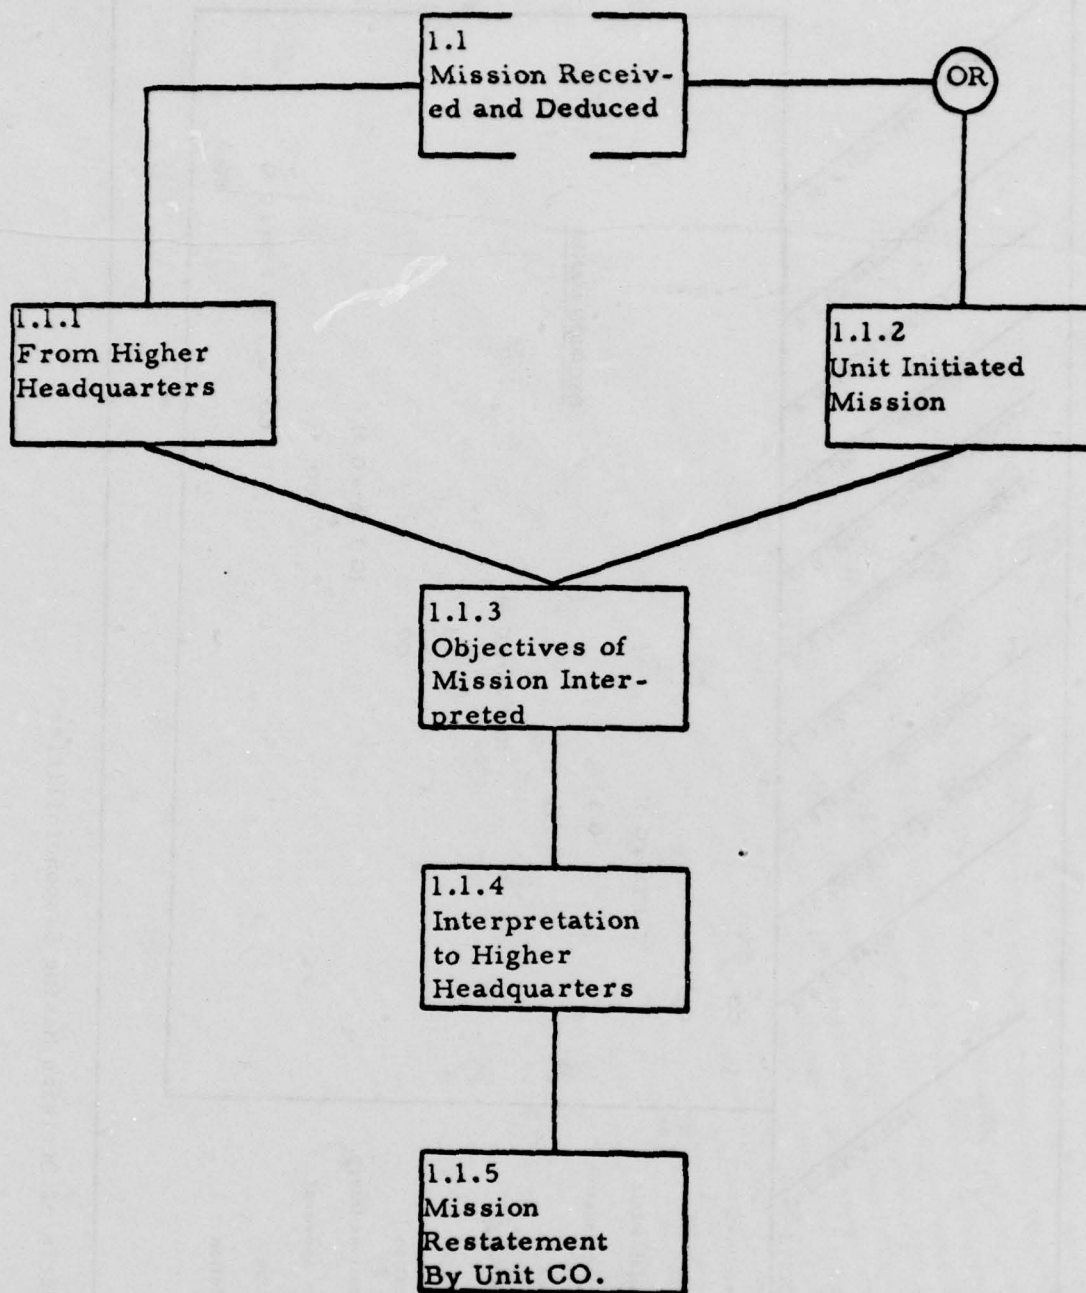 1.1
Mission Receiv-
ed and Deduced
OR
1.1.1
From Higher
Headquarters
1.1.2
Unit Initiated
Mission
1.1.3
Objectives of
Mission Inter-
preted
1.1.4
Interpretation
to Higher
Headquarters
1.1.5
Mission
Restatement
By Unit CO.